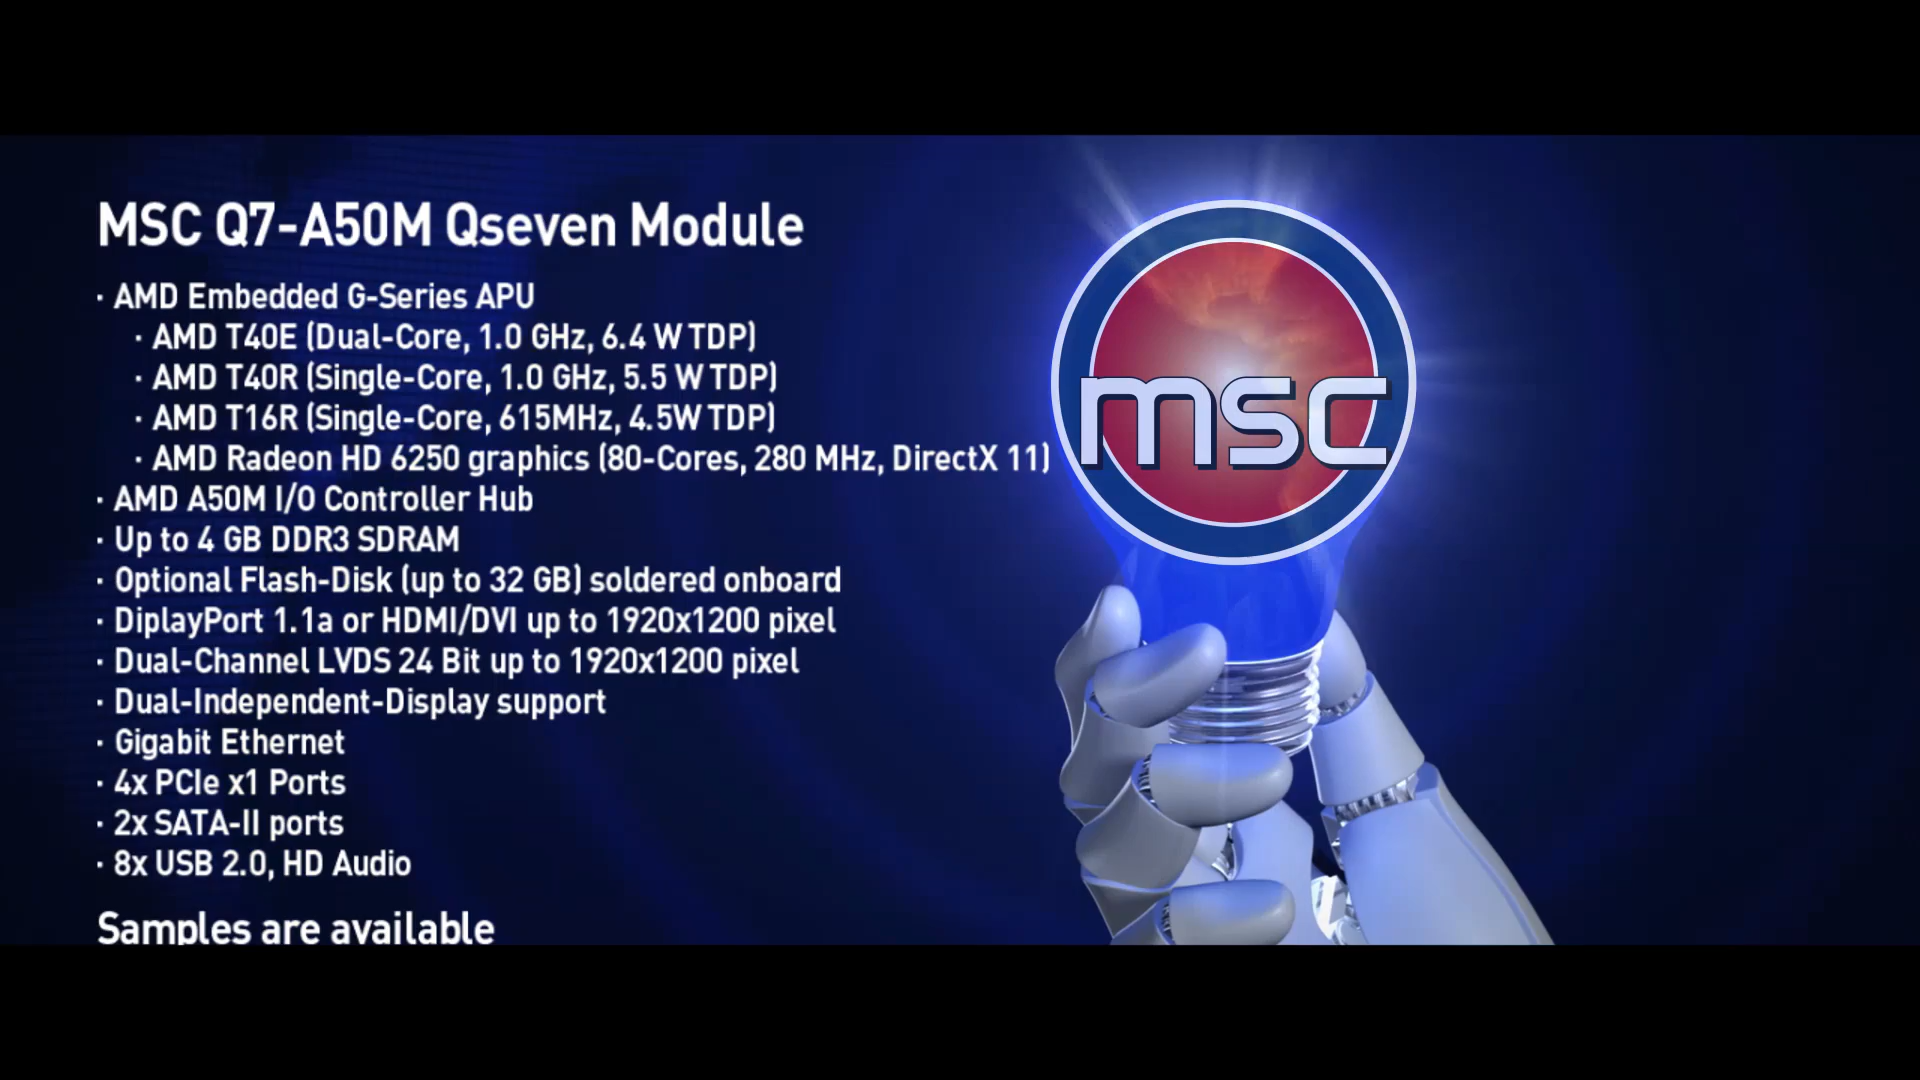 MSC Q7-A50M Qseven Module
· AMD Embedded G-Series APU
· AMD T40E (Dual-Core, 1.0 GHz, 6.4 W TDP)
· AMD T40R (Single-Core, 1.0 GHz, 5.5 W TDP)
· AMD T16R (Single-Core, 615MHz, 4.5W TDP)
· AMD Radeon HD 6250 graphics (80-Cores, 280 MHz, DirectX 11)
· AMD A50M I/O Controller Hub
· Up to 4 GB DDR3 SDRAM
· Optional Flash-Disk (up to 32 GB) soldered onboard
· DiplayPort 1.1a or HDMI/DVI up to 1920x1200 pixel
· Dual-Channel LVDS 24 Bit up to 1920x1200 pixel
· Dual-Independent-Display support
· Gigabit Ethernet
· 4x PCIe x1 Ports
· 2x SATA-II ports
· 8x USB 2.0, HD Audio
Samples are available
msc